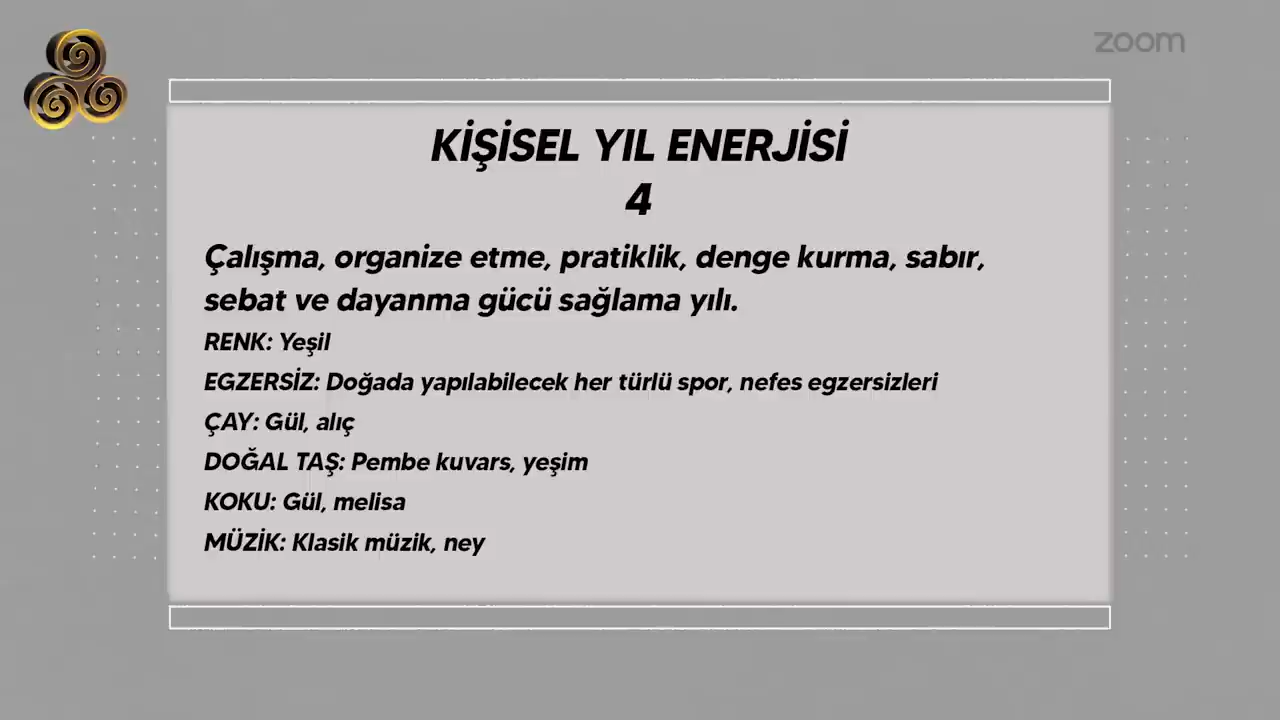 zoom
KİŞİSEL YIL ENERJİSİ
4
Çalışma, organize etme, pratiklik, denge kurma, sabır,
sebat ve dayanma gücü sağlama yılı.
RENK: Yeşil
EGZERSİZ: Doğada yapılabilecek her türlü spor, nefes egzersizleri
ÇAY: Gül, alıç
DOĞAL TAŞ: Pembe kuvars, yeşim
KOKU: Gül, melisa
MÜZİK: Klasik müzik, ney